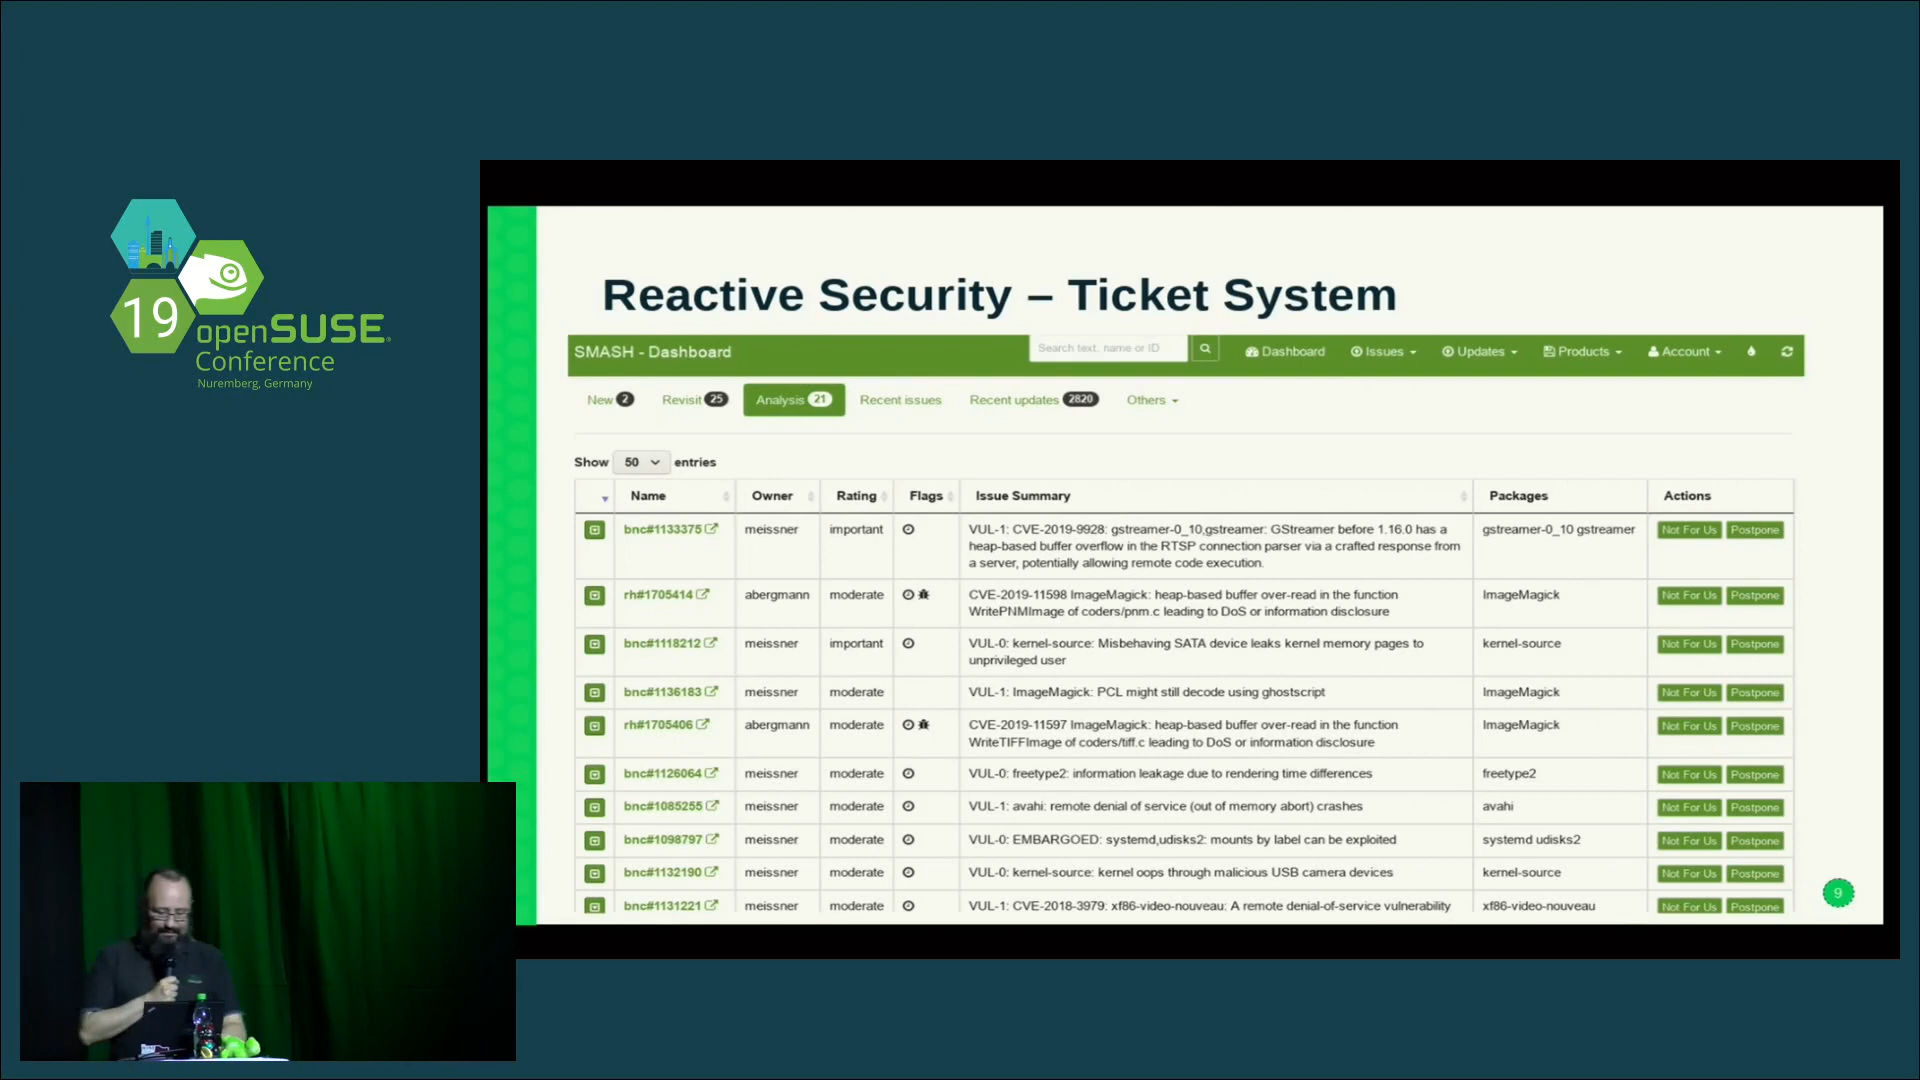 19
openSUSE
Conference
Nuremberg, Germany
Reactive Security – Ticket System
SMASH - Dashboard
Search text, name or ID
Dashboard
Issues
Updates
Products
Account
New 2
Revisit 25
Analysis 21
Recent issues
Recent updates 2820
Others
Show 50 entries
Name Owner Rating Flags Issue Summary Packages Actions
bnc#1133375 meissner important VUL-1: CVE-2019-9928: gstreamer-0_10,gstreamer: GStreamer before 1.16.0 has a gstreamer-0_10 gstreamer Not For Us Postpone
heap-based buffer overflow in the RTSP connection parser via a crafted response from
a server, potentially allowing remote code execution.
rh#1705414 abergmann moderate CVE-2019-11598 ImageMagick: heap-based buffer over-read in the function ImageMagick Not For Us Postpone
WritePNMImage of coders/pnm.c leading to DoS or information disclosure
bnc#1118212 meissner important VUL-0: kernel-source: Misbehaving SATA device leaks kernel memory pages to kernel-source Not For Us Postpone
unprivileged user
bnc#1136183 meissner moderate VUL-1: ImageMagick: PCL might still decode using ghostscript ImageMagick Not For Us Postpone
rh#1705406 abergmann moderate CVE-2019-11597 ImageMagick: heap-based buffer over-read in the function ImageMagick Not For Us Postpone
WriteTIFFImage of coders/tiff.c leading to DoS or information disclosure
bnc#1126064 meissner moderate VUL-0: freetype2: information leakage due to rendering time differences freetype2 Not For Us Postpone
bnc#1085255 meissner moderate VUL-1: avahi: remote denial of service (out of memory abort) crashes avahi Not For Us Postpone
bnc#1098797 meissner moderate VUL-0: EMBARGOED: systemd,udisks2: mounts by label can be exploited systemd udisks2 Not For Us Postpone
bnc#1132190 meissner moderate VUL-0: kernel-source: kernel oops through malicious USB camera devices kernel-source Not For Us Postpone
bnc#1131221 meissner moderate VUL-1: CVE-2018-3979: xf86-video-nouveau: A remote denial-of-service vulnerability xf86-video-nouveau Not For Us Postpone
9